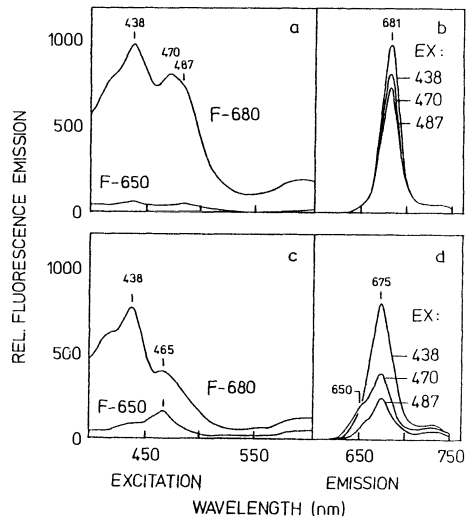 a
438
470
487
F-680
F-650
1000
500
0
b
681
EX:
438
470
487
c
438
465
F-680
F-650
1000
500
0
450
550
EXCITATION
d
675
EX:
438
470
487
650
650
750
EMISSION
WAVELENGTH (nm)
REL. FLUORESCENCE EMISSION